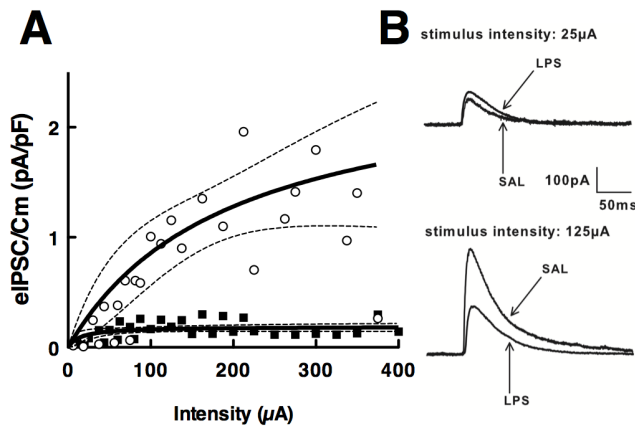 A
B
stimulus intensity: 25µA
LPS
SAL
100pA
50ms
stimulus intensity: 125µA
SAL
LPS
eIPSC/Cm (pA/pF)
2
1
0
0
100
200
300
400
Intensity (µA)